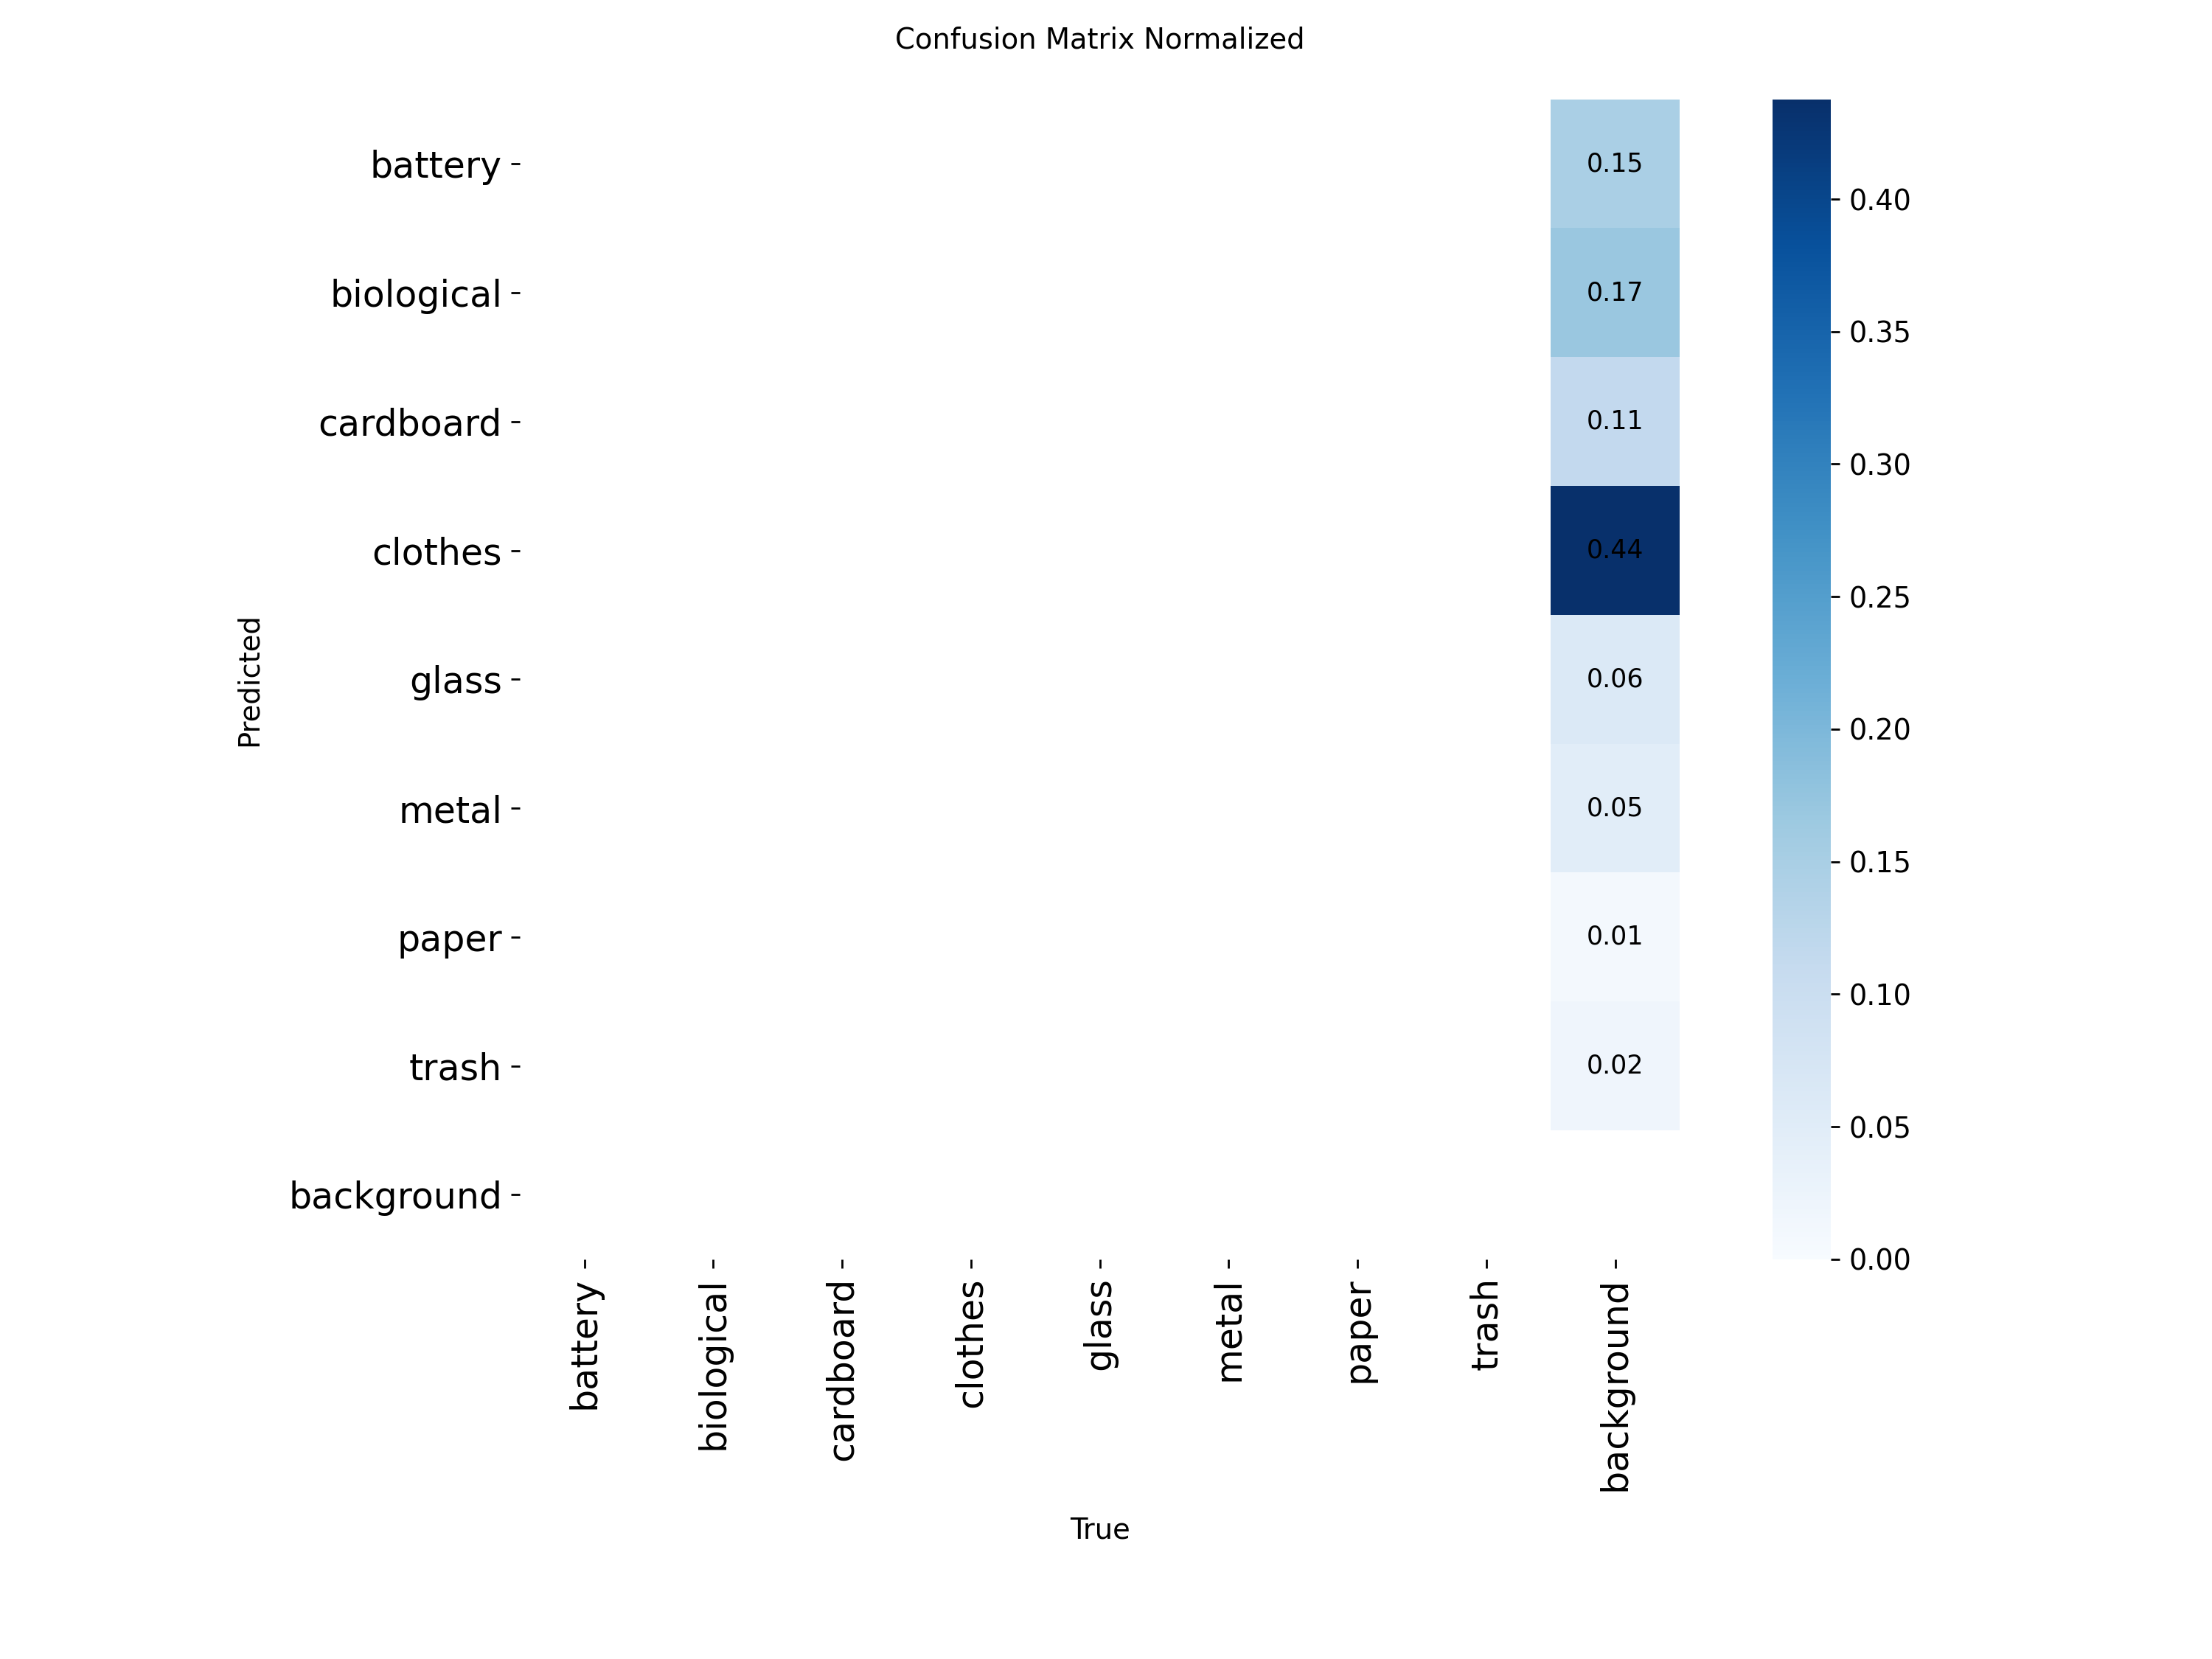 Confusion Matrix Normalized
battery
0.15
biological
0.17
cardboard
0.11
clothes
0.44
glass
0.06
metal
0.05
paper
0.01
trash
0.02
background
Predicted
battery
biological
cardboard
clothes
glass
metal
paper
trash
background
True
0.40
0.35
0.30
0.25
0.20
0.15
0.10
0.05
0.00